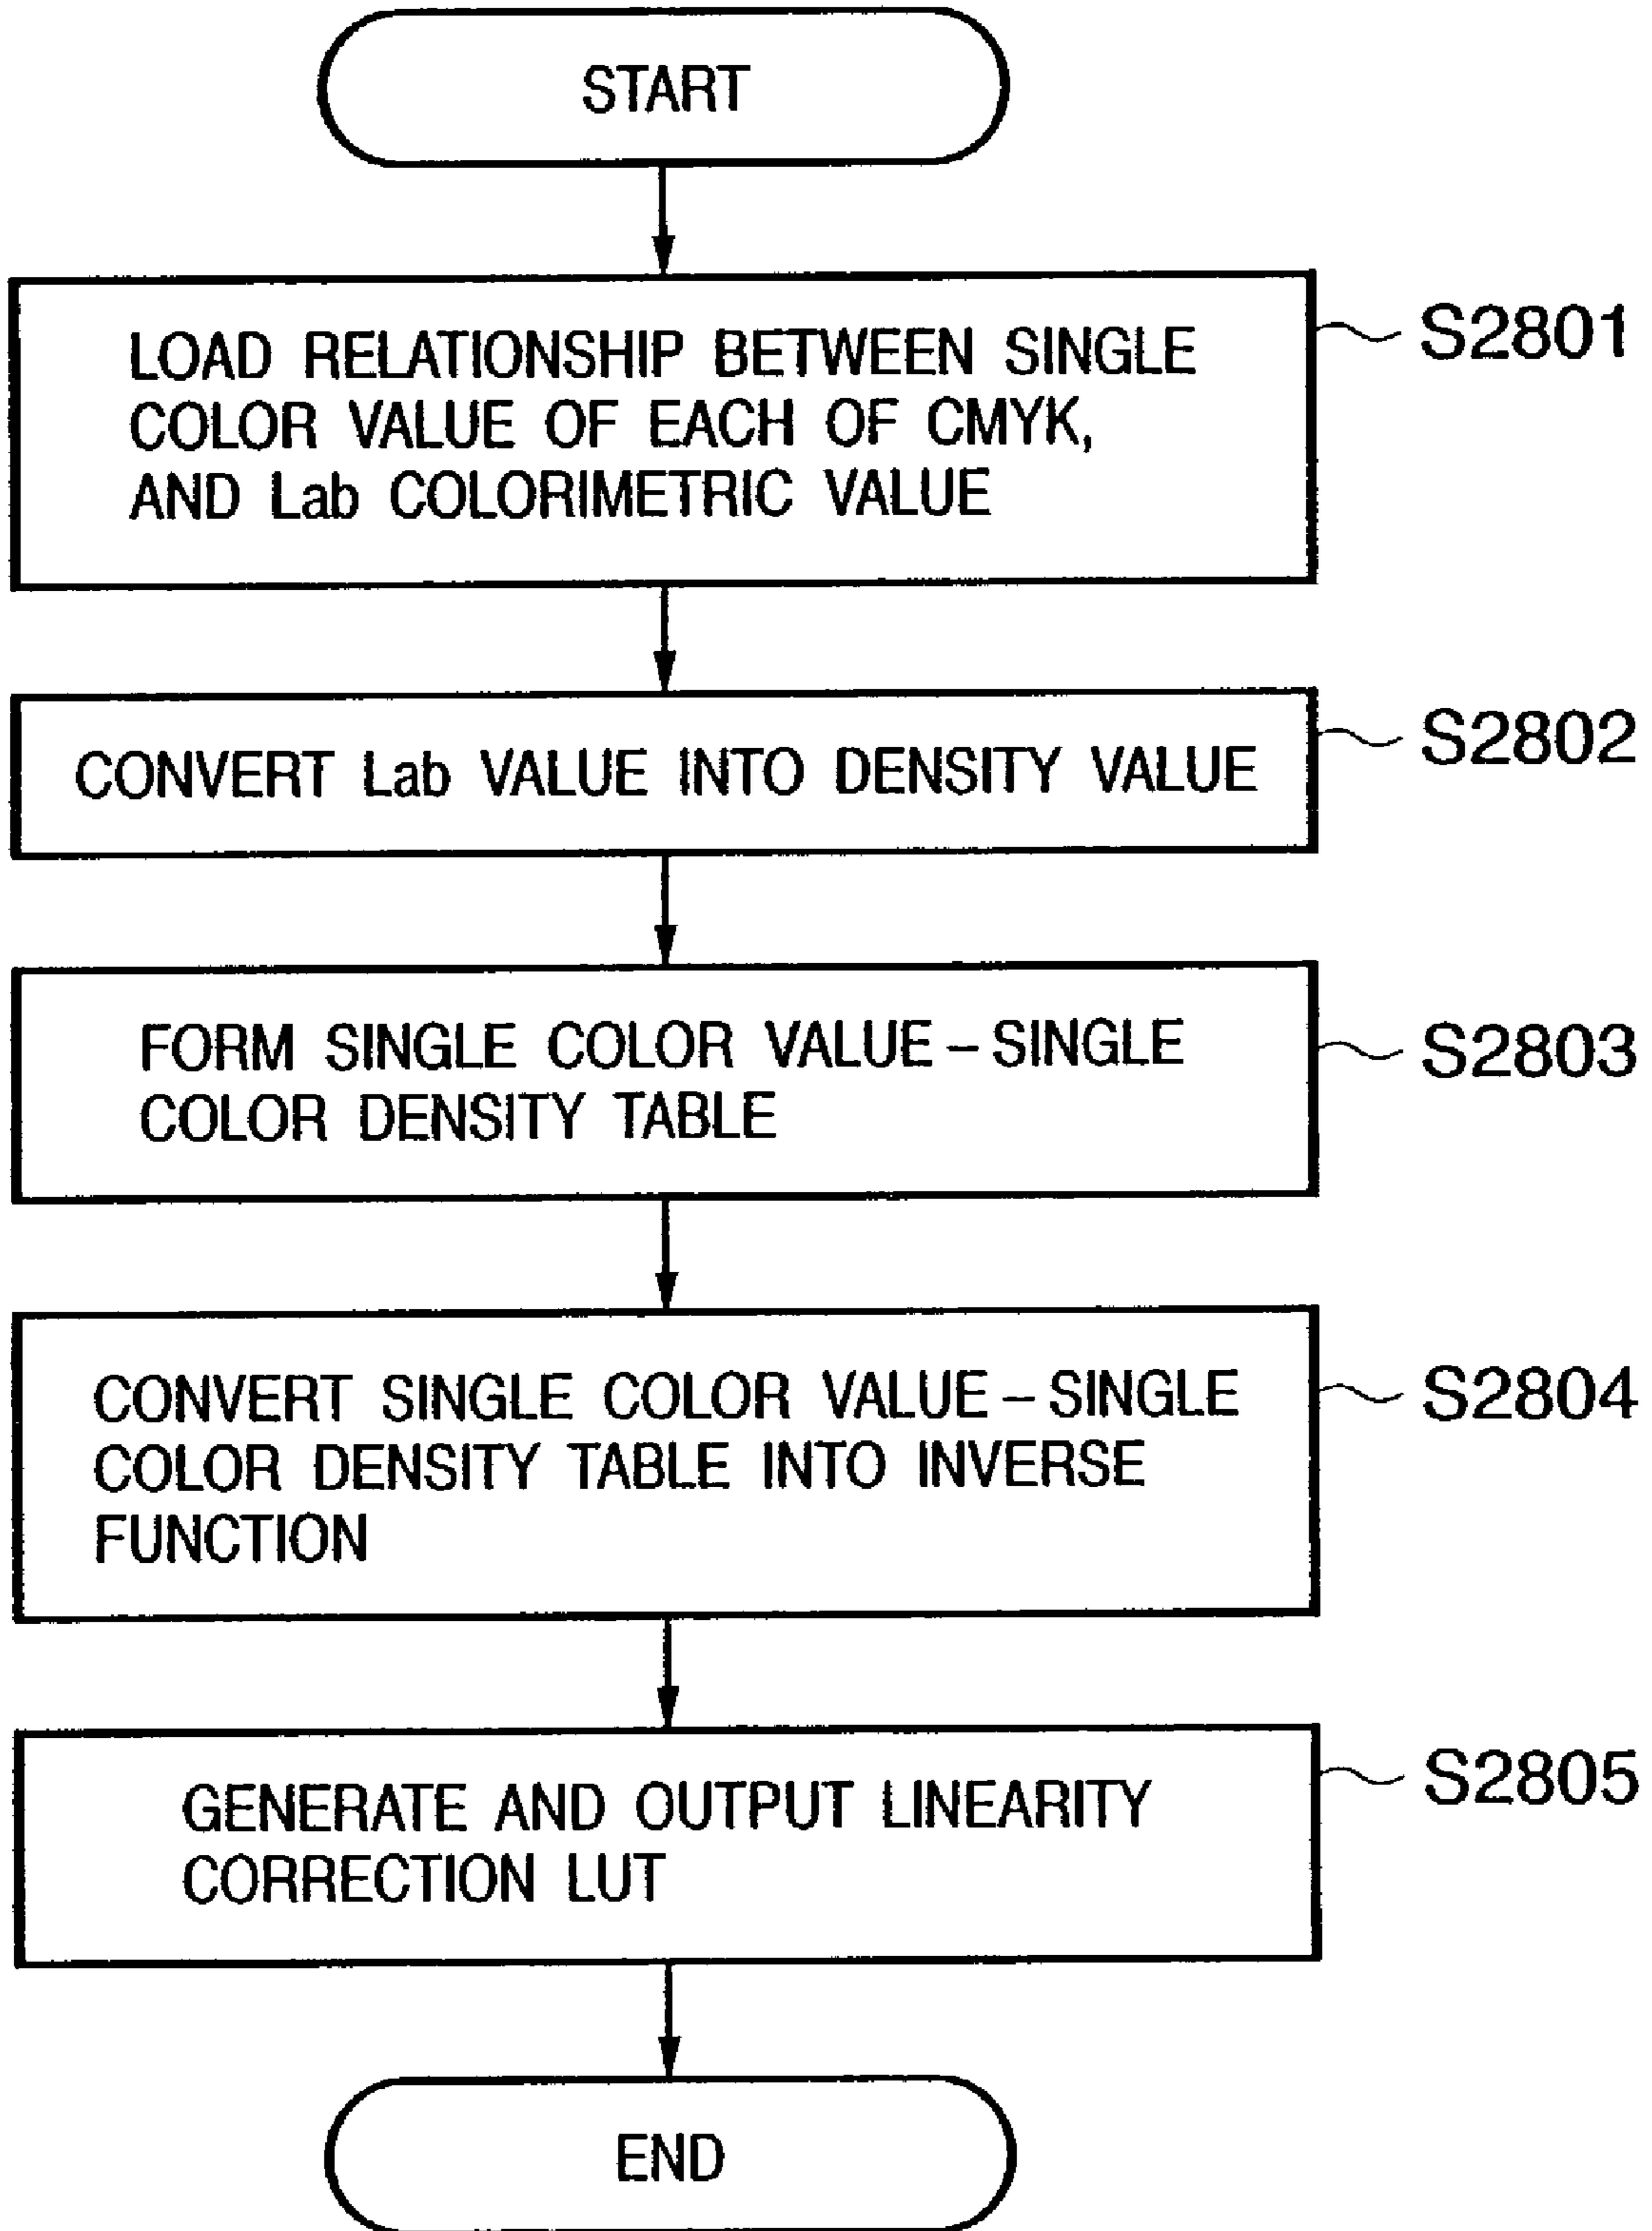 START
LOAD RELATIONSHIP BETWEEN SINGLE
COLOR VALUE OF EACH OF CMYK,
AND Lab COLORIMETRIC VALUE
S2801
CONVERT Lab VALUE INTO DENSITY VALUE
S2802
FORM SINGLE COLOR VALUE – SINGLE
COLOR DENSITY TABLE
S2803
CONVERT SINGLE COLOR VALUE – SINGLE
COLOR DENSITY TABLE INTO INVERSE
FUNCTION
S2804
GENERATE AND OUTPUT LINEARITY
CORRECTION LUT
S2805
END